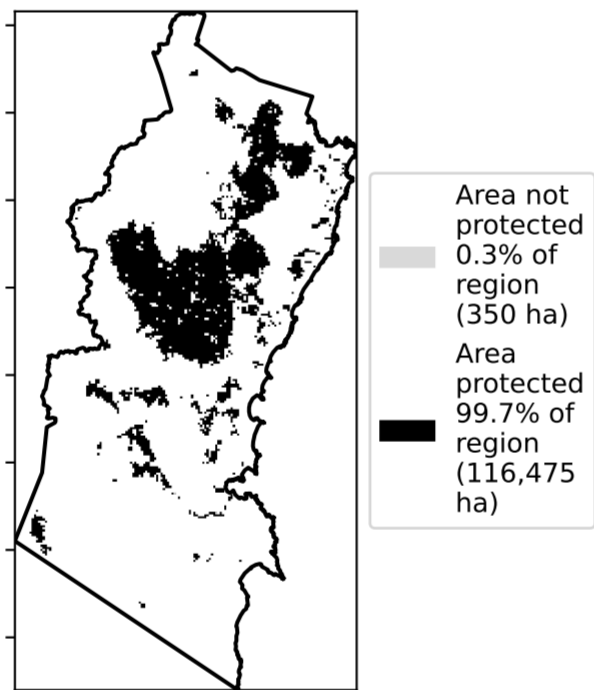 Area not
protected
0.3% of
region
(350 ha)
Area
protected
99.7% of
region
(116,475
ha)